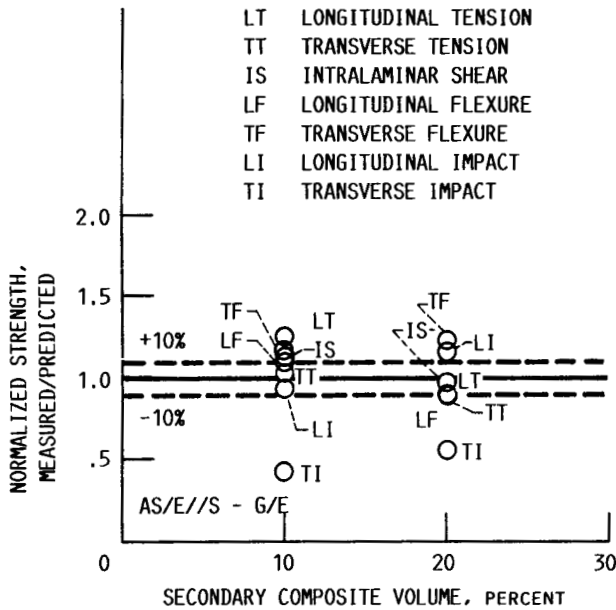 LT LONGITUDINAL TENSION
TT TRANSVERSE TENSION
IS INTRALAMINAR SHEAR
LF LONGITUDINAL FLEXURE
TF TRANSVERSE FLEXURE
LI LONGITUDINAL IMPACT
TI TRANSVERSE IMPACT
NORMALIZED STRENGTH,
MEASURED/PREDICTED
2.0
1.5
1.0
.5
0
+10%
-10%
TF
LT
LF
IS
TT
LI
TI
TF
IS
LI
LT
LF
TT
TI
AS/E//S - G/E
10
20
30
SECONDARY COMPOSITE VOLUME, PERCENT